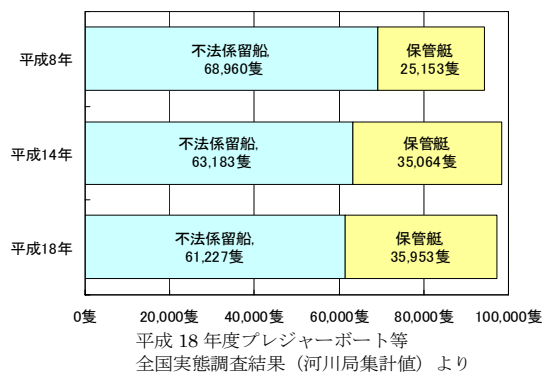 平成8年
不法係留船,
68,960隻
保管艇
25,153隻
平成14年
不法係留船,
63,183隻
保管艇
35,064隻
平成18年
不法係留船,
61,227隻
保管艇
35,953隻
0隻 20,000隻 40,000隻 60,000隻 80,000隻 100,000隻
平成 18 年度プレジャーボート等
全国実態調査結果（河川局集計値）より